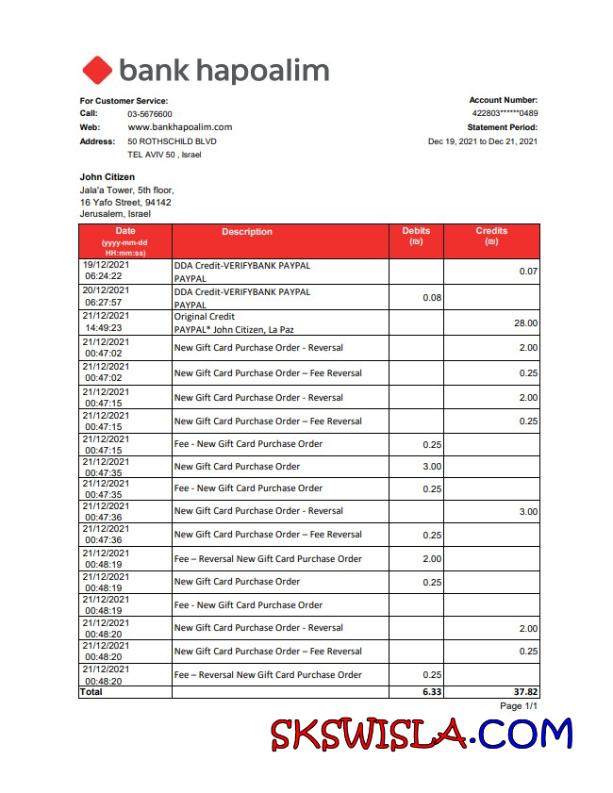 bank hapoalim
For Customer Service:
Call: 03-5676600
Web: www.bankhapoalim.com
Address: 50 ROTHSCHILD BLVD
TEL AVIV 50 , Israel
Account Number:
422803******0489
Statement Period:
Dec 19, 2021 to Dec 21, 2021
John Citizen
Jala'a Tower, 5th floor,
16 Yafo Street, 94142
Jerusalem, Israel
Date Description Debits Credits
(yyyy-mm-dd (₪) (₪)
HH:mm:ss)
19/12/2021 DDA Credit-VERIFYBANK PAYPAL 0.07
06:24:22 PAYPAL
20/12/2021 DDA Credit-VERIFYBANK PAYPAL 0.08
06:27:57 PAYPAL
21/12/2021 Original Credit 28.00
14:49:23 PAYPAL* John Citizen, La Paz
21/12/2021 New Gift Card Purchase Order - Reversal 2.00
00:47:02
21/12/2021 New Gift Card Purchase Order – Fee Reversal 0.25
00:47:02
21/12/2021 New Gift Card Purchase Order - Reversal 2.00
00:47:15
21/12/2021 New Gift Card Purchase Order – Fee Reversal 0.25
00:47:15
21/12/2021 Fee - New Gift Card Purchase Order 0.25
00:47:15
21/12/2021 New Gift Card Purchase Order 3.00
00:47:35
21/12/2021 Fee - New Gift Card Purchase Order 0.25
00:47:35
21/12/2021 New Gift Card Purchase Order - Reversal 3.00
00:47:36
21/12/2021 New Gift Card Purchase Order – Fee Reversal 0.25
00:47:36
21/12/2021 Fee – Reversal New Gift Card Purchase Order 2.00
00:48:19
21/12/2021 New Gift Card Purchase Order 0.25
00:48:19
21/12/2021 Fee - New Gift Card Purchase Order
00:48:19
21/12/2021 New Gift Card Purchase Order - Reversal 2.00
00:48:20
21/12/2021 New Gift Card Purchase Order – Fee Reversal 0.25
00:48:20
21/12/2021 Fee – Reversal New Gift Card Purchase Order 0.25
00:48:20
Total 6.33 37.82
Page 1/1
SKSWISLA.COM